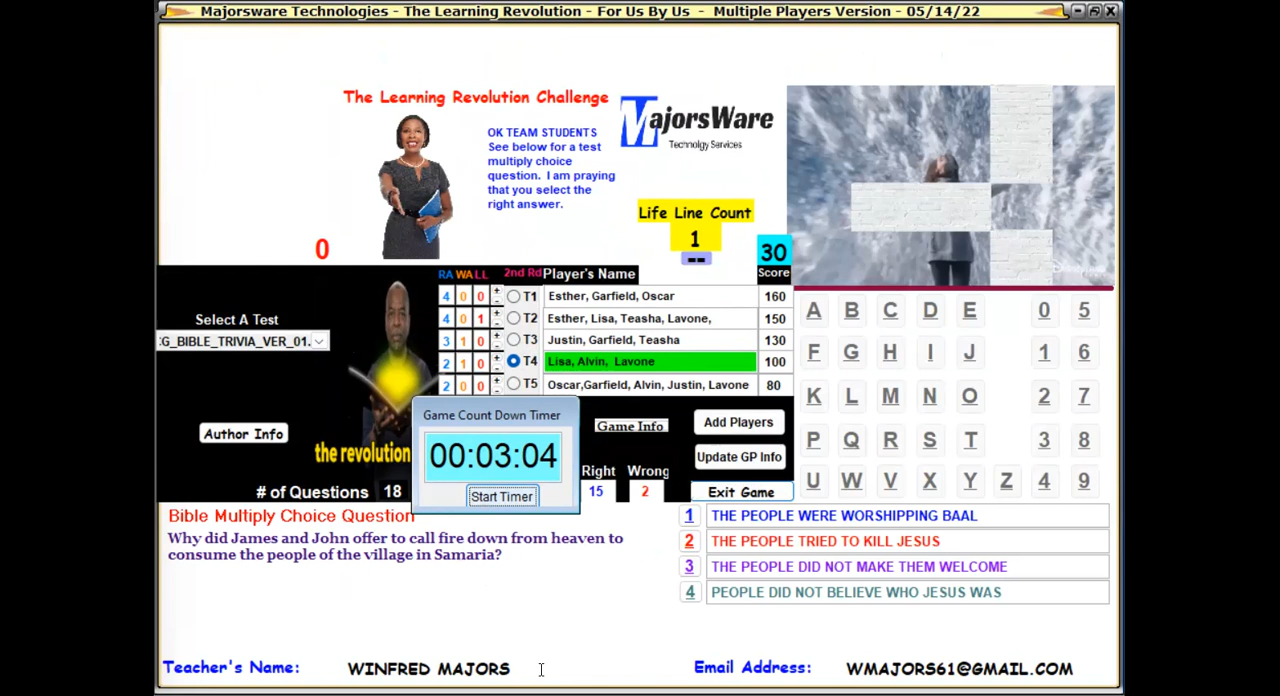 Majorsware Technologies - The Learning Revolution - For Us By Us - Multiple Players Version - 05/14/22
The Learning Revolution Challenge
OK TEAM STUDENTS
See below for a test
multiply choice
question. I am praying
that you select the
right answer.
MajorsWare
Technolgy Services
Life Line Count
1
--
0
30
Score
RA WA LL 2nd Rd Player's Name
4 0 0 + - T1 Esther, Garfield, Oscar 160
4 0 1 + - T2 Esther, Lisa, Teasha, Lavone, 150
3 1 0 + - T3 Justin, Garfield, Teasha 130
2 1 0 + - T4 Lisa, Alvin, Lavone 100
2 0 0 + - T5 Oscar,Garfield, Alvin, Justin, Lavone 80
Select A Test
:G_BIBLE_TRIVIA_VER_01.
Author Info
the revolution
# of Questions 18
Game Count Down Timer
00:03:04
Start Timer
Game Info
Right Wrong
15 2
Add Players
Update GP Info
Exit Game
A B C D E 0 5
F G H I J 1 6
K L M N O 2 7
P Q R S T 3 8
U W V X Y Z 4 9
Bible Multiply Choice Question
Why did James and John offer to call fire down from heaven to
consume the people of the village in Samaria?
1 THE PEOPLE WERE WORSHIPPING BAAL
2 THE PEOPLE TRIED TO KILL JESUS
3 THE PEOPLE DID NOT MAKE THEM WELCOME
4 PEOPLE DID NOT BELIEVE WHO JESUS WAS
Teacher's Name: WINFRED MAJORS
Email Address: WMAJORS61@GMAIL.COM